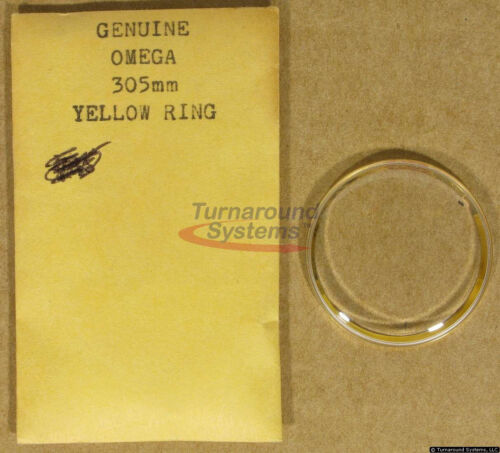 GENUINE
OMEGA
305mm
YELLOW RING
Turnaround
Systems
© Turnaround Systems, LLC